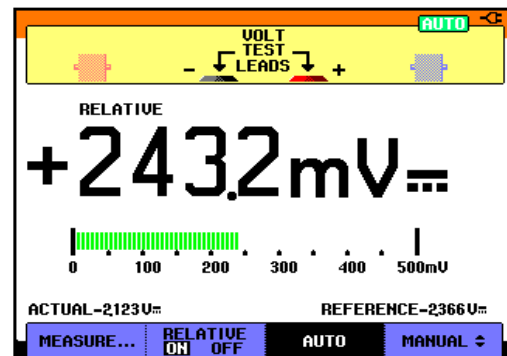 AUTO
VOLT
TEST
- LEADS +
RELATIVE
+243.2mV
0 100 200 300 400 500mV
ACTUAL-2,123V REFERENCE-2,366V
MEASURE... RELATIVE ON OFF AUTO MANUAL